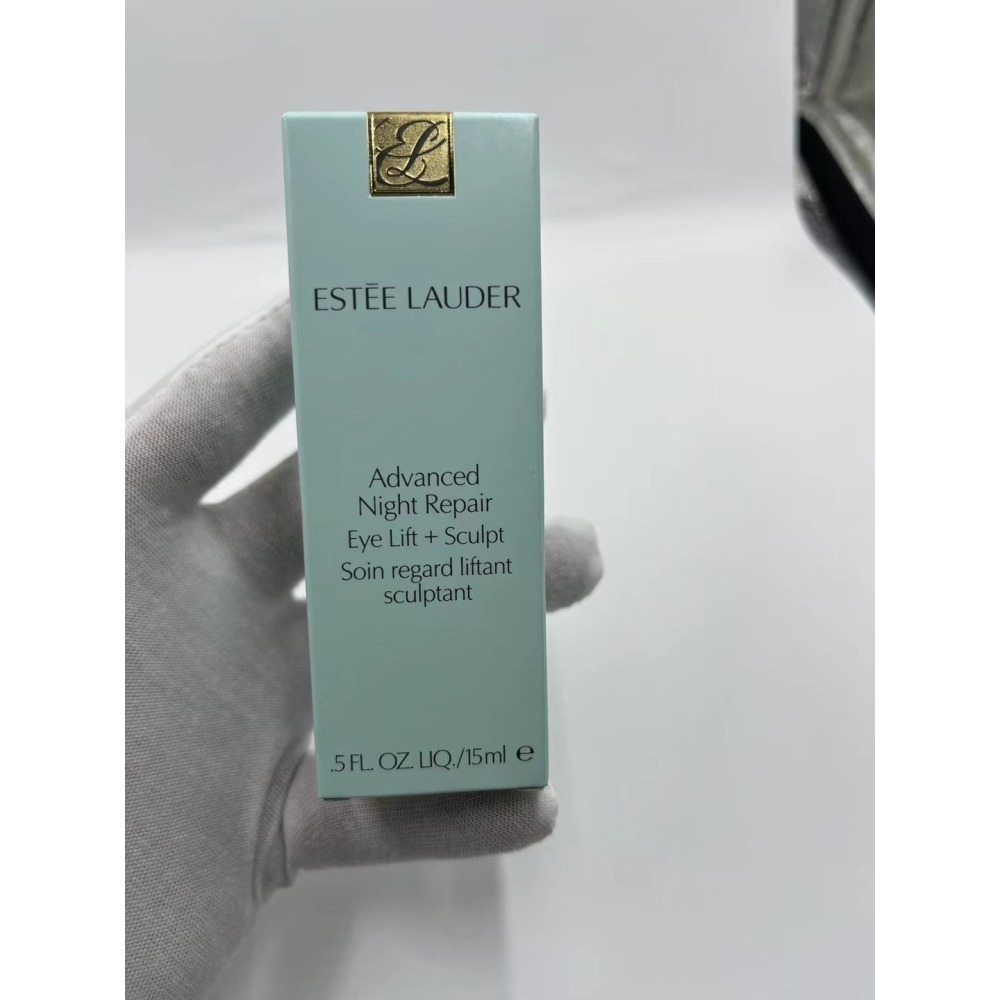 EL
ESTĒE LAUDER
Advanced
Night Repair
Eye Lift + Sculpt
Soin regard liftant
sculptant
.5 FL. OZ. LIQ./15ml ℮